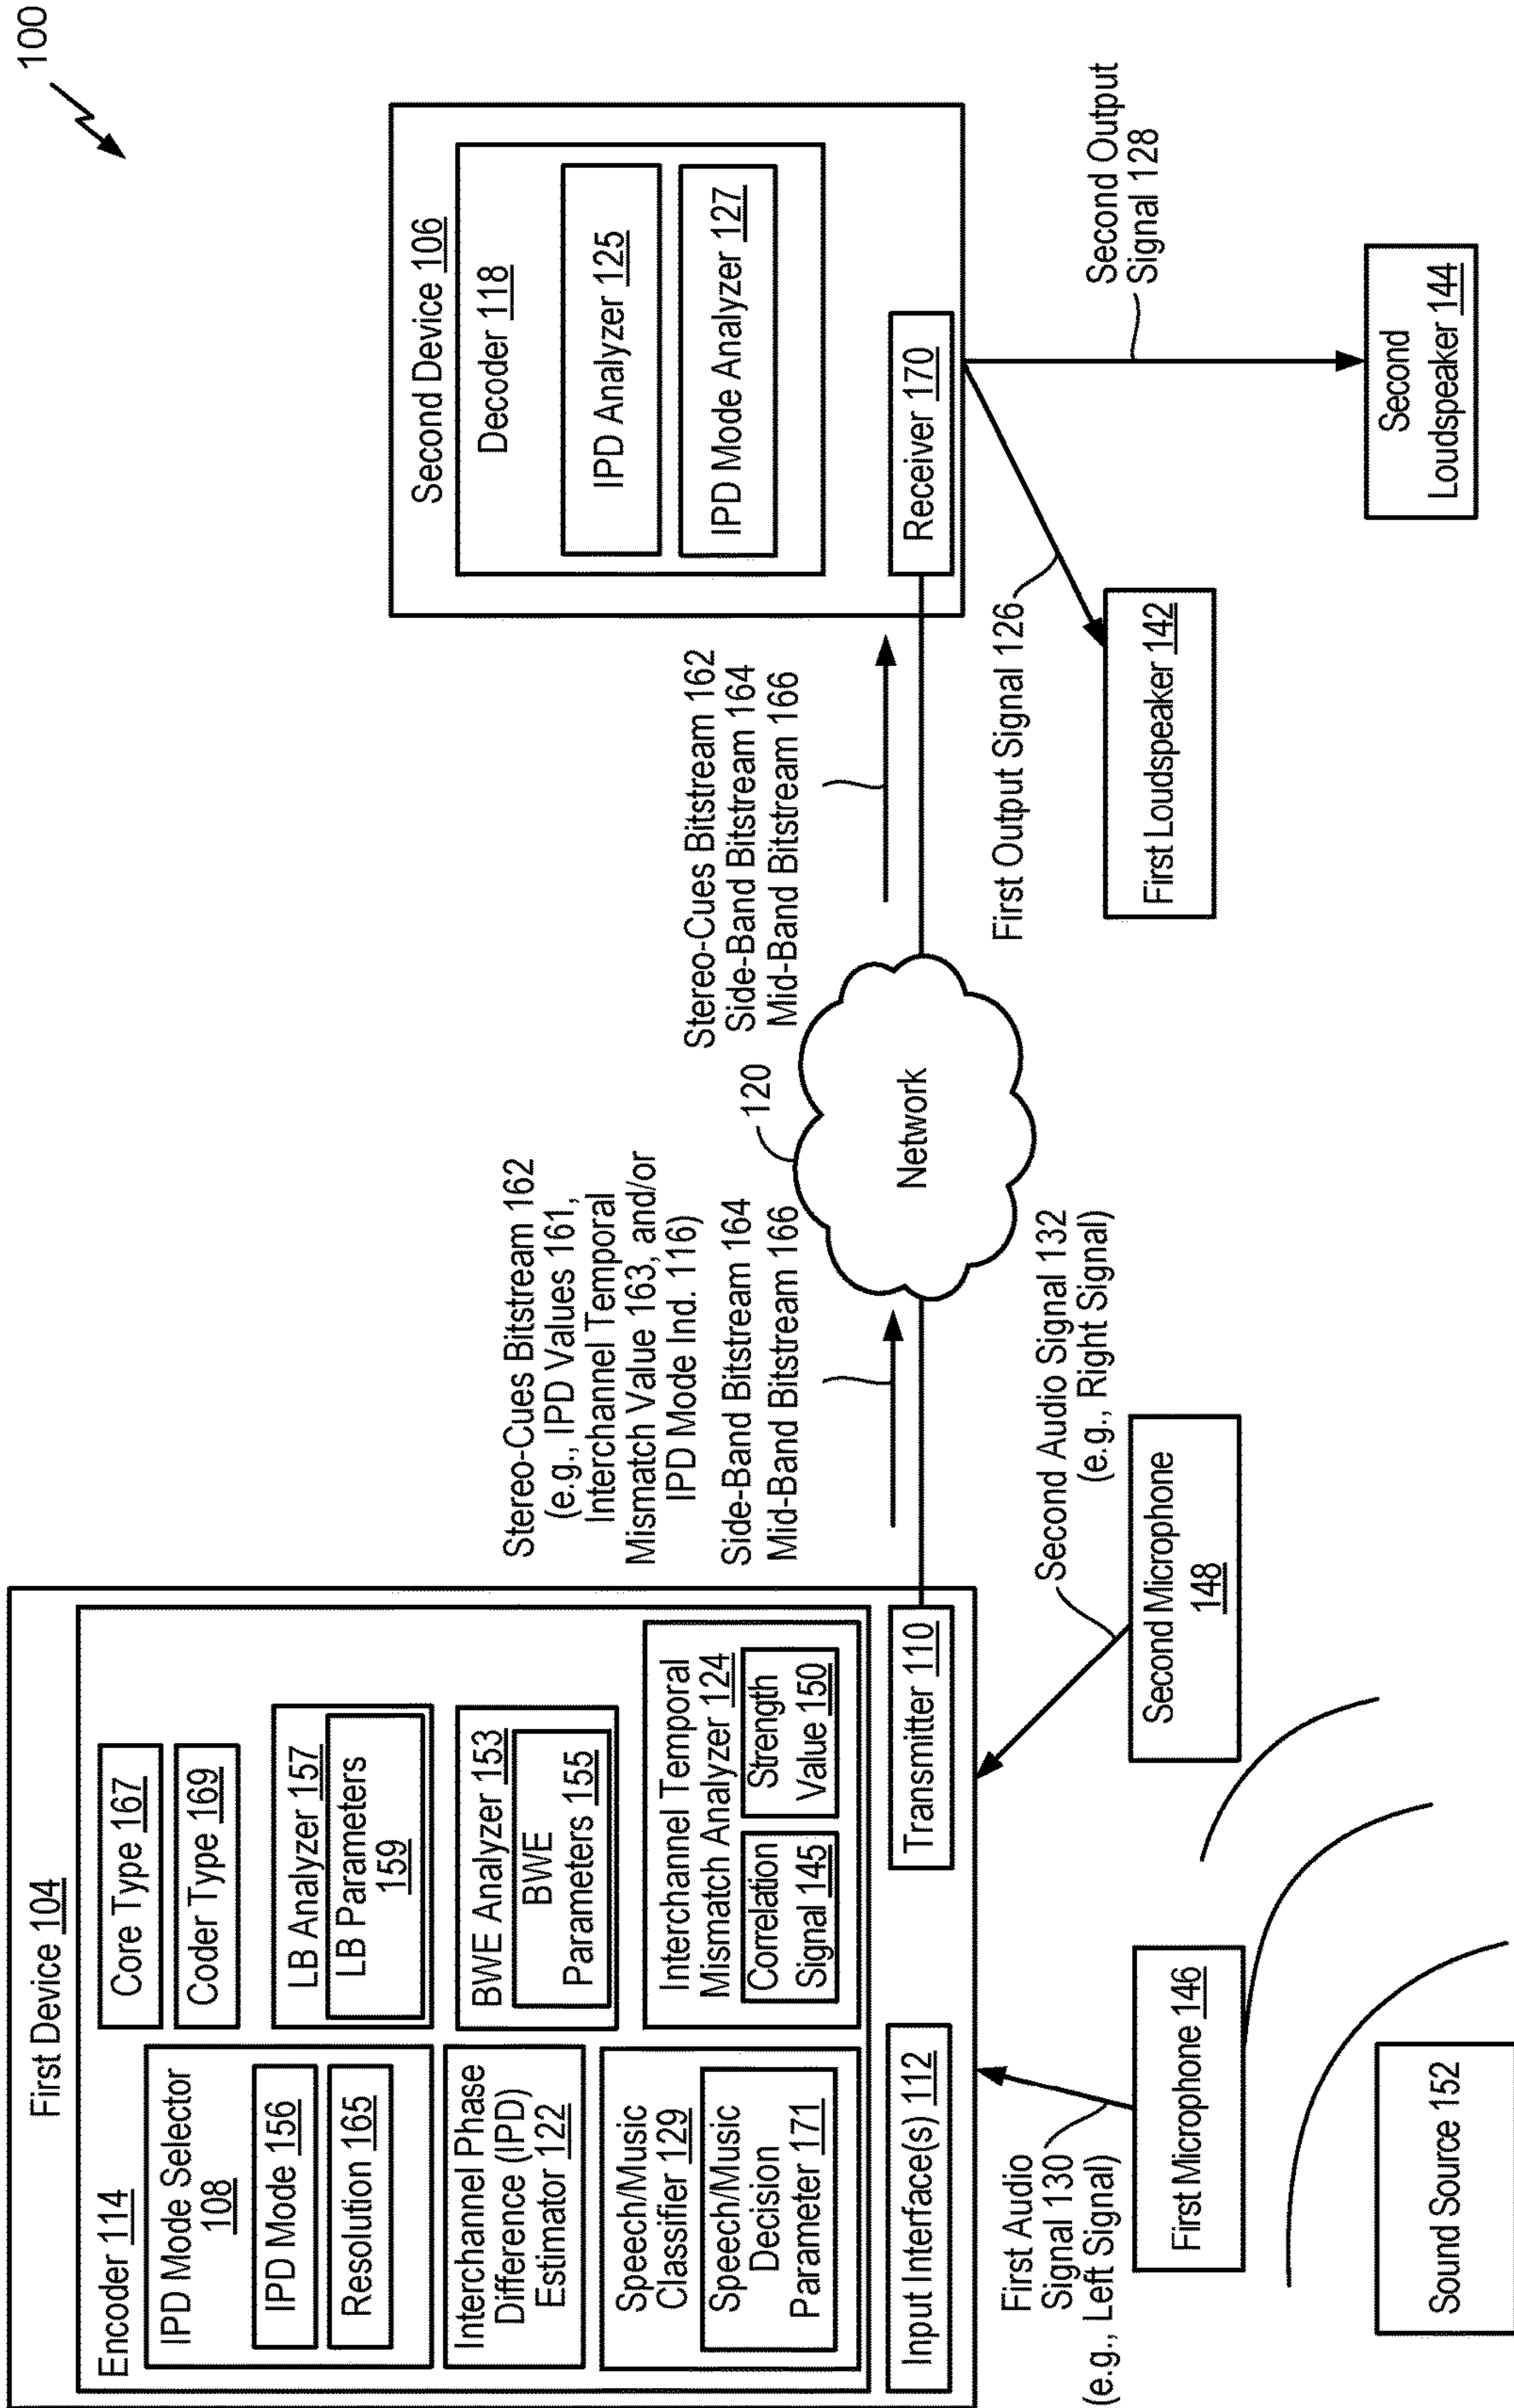 100
First Device 104
Encoder 114
IPD Mode Selector
108
IPD Mode 156
Resolution 165
Interchannel Phase
Difference (IPD)
Estimator 122
Speech/Music
Classifier 129
Speech/Music
Decision
Parameter 171
Core Type 167
Coder Type 169
LB Analyzer 157
LB Parameters
159
BWE Analyzer 153
BWE
Parameters 155
Interchannel Temporal
Mismatch Analyzer 124
Correlation
Signal 145
Strength
Value 150
Input Interface(s) 112
Transmitter 110
Stereo-Cues Bitstream 162
(e.g., IPD Values 161,
Interchannel Temporal
Mismatch Value 163, and/or
IPD Mode Ind. 116)
Side-Band Bitstream 164
Mid-Band Bitstream 166
120
Network
Stereo-Cues Bitstream 162
Side-Band Bitstream 164
Mid-Band Bitstream 166
Second Device 106
Decoder 118
IPD Analyzer 125
IPD Mode Analyzer 127
Receiver 170
First Audio
Signal 130
(e.g., Left Signal)
Second Audio Signal 132
(e.g., Right Signal)
First Microphone 146
Second Microphone
148
Sound Source 152
First Output Signal 126
Second Output
Signal 128
First Loudspeaker 142
Second
Loudspeaker 144